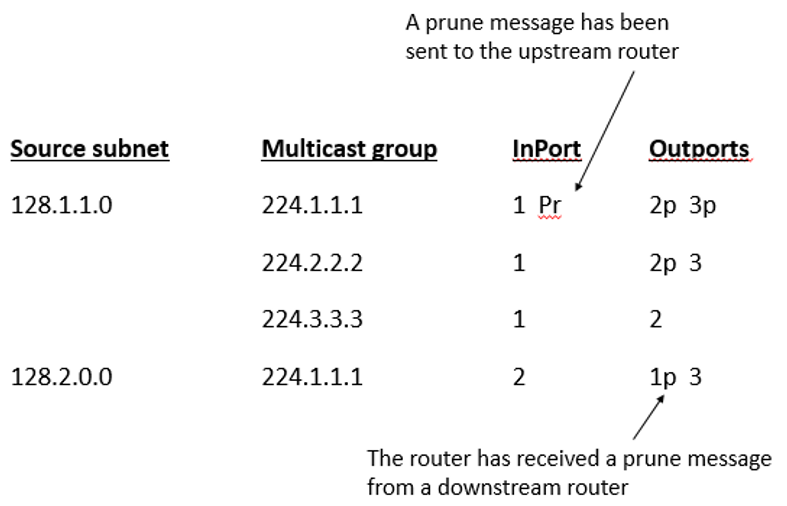 A prune message has been
sent to the upstream router
Source subnet Multicast group InPort Outports
128.1.1.0 224.1.1.1 1 Pr 2p 3p
224.2.2.2 1 2p 3
224.3.3.3 1 2
128.2.0.0 224.1.1.1 2 1p 3
The router has received a prune message
from a downstream router